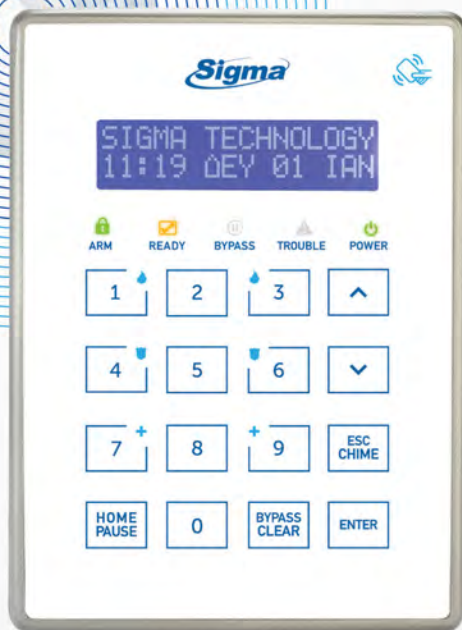 Sigma
SIGMA TECHNOLOGY
11:19 ΔΕΥ 01 ΙΑΝ
ARM READY BYPASS TROUBLE POWER
1 2 3
4 5 6
7 8 9 ESC
CHIME
HOME
PAUSE 0 BYPASS
CLEAR ENTER